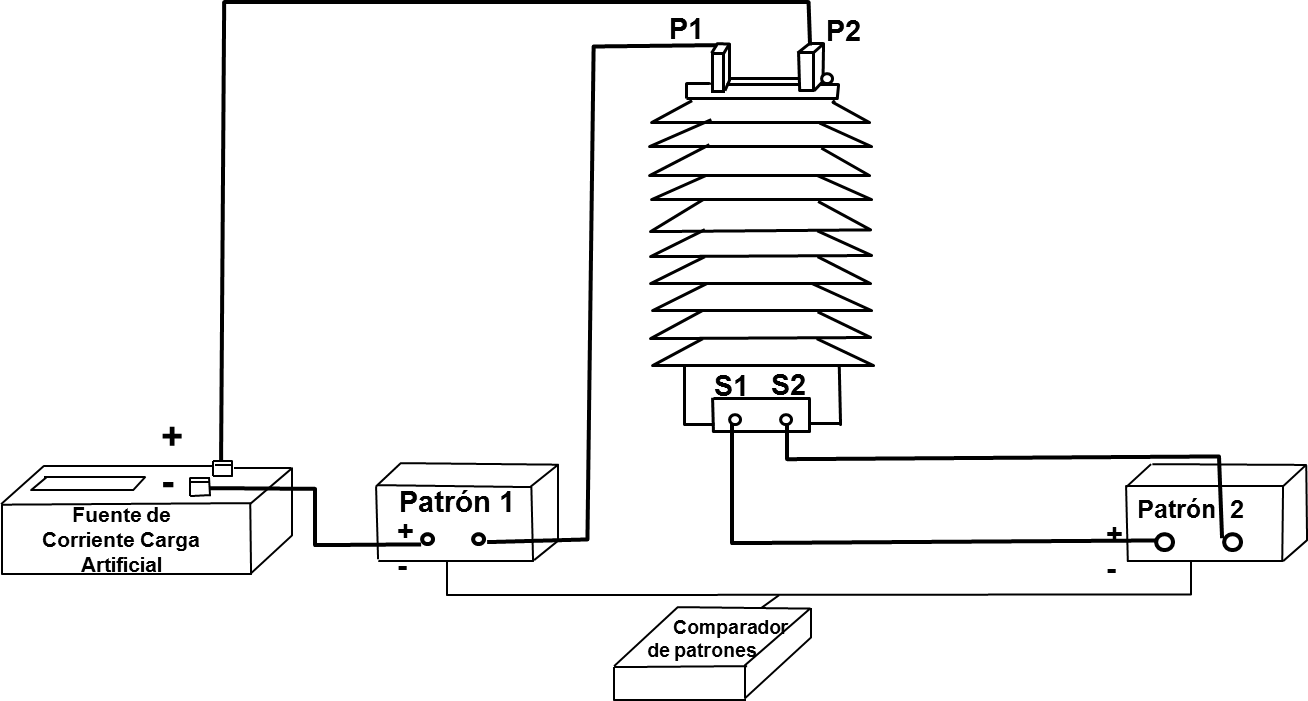 P1
P2
S1 S2
+
-
Fuente de
Corriente Carga
Artificial
Patrón 1
+
-
Patrón 2
+
-
Comparador
de patrones